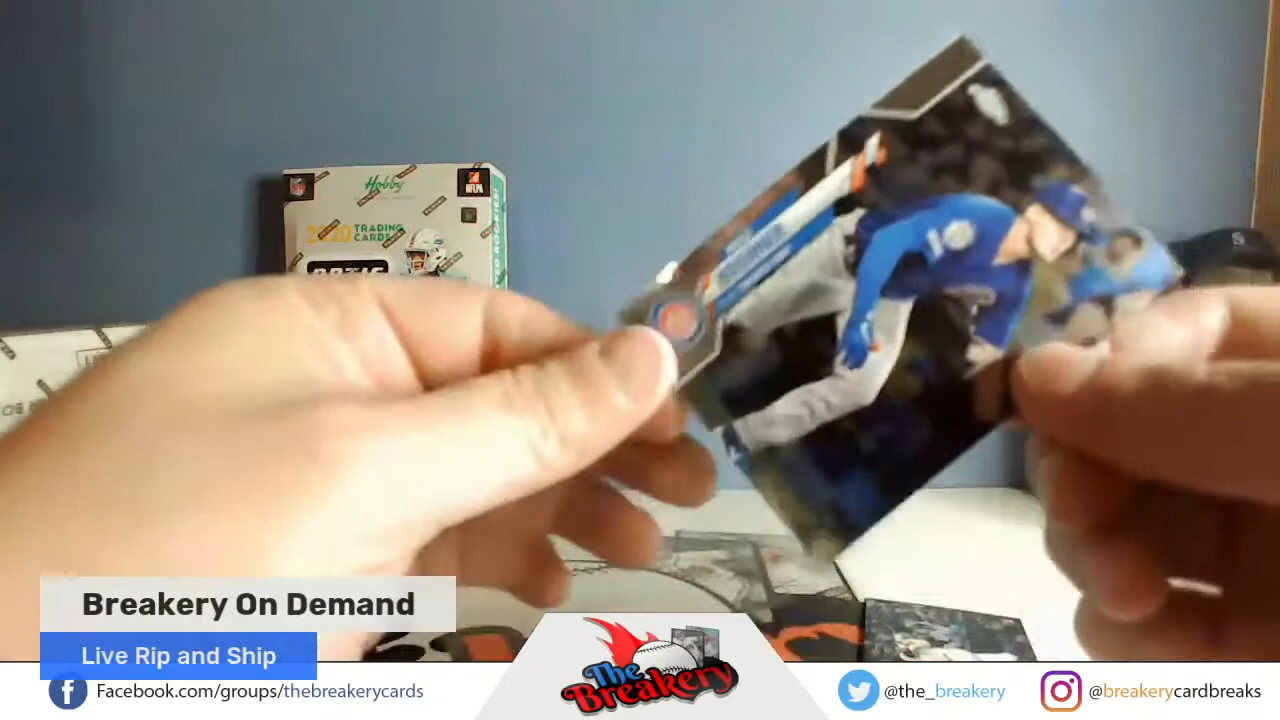 Hobby
2020 TRADING
CARDS
NFLPA
Breakery On Demand
Live Rip and Ship
Facebook.com/groups/thebreakerycards
The
Breakery
@the_breakery
@breakerycardbreaks